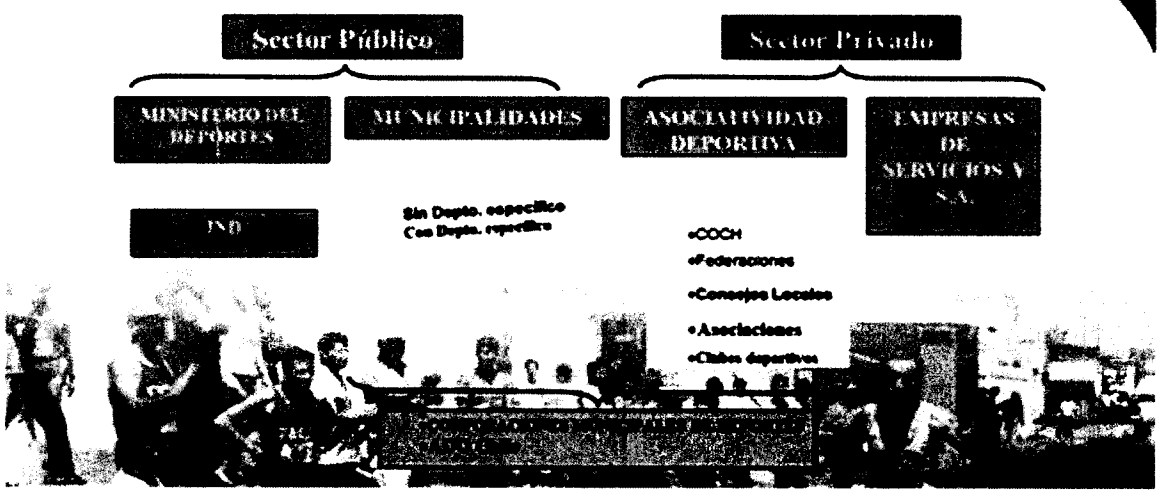 Sector Público
Sector Privado
MINISTERIO DEL
DEPORTES
MUNICIPALIDADES
ASOCIATIVIDAD
DEPORTIVA
EMPRESAS
DE
SERVICIOS Y
S.A.
IND
Sin Depto. específico
Con Depto. específico
•COCH
•Federaciones
•Consejos Locales
•Asociaciones
•Clubes deportivos